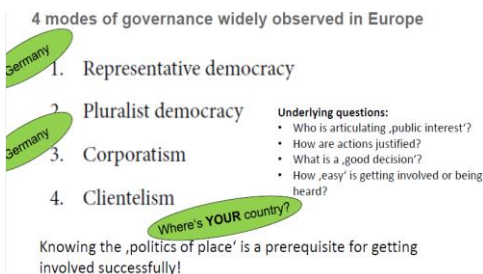 4 modes of governance widely observed in Europe
Germany
1. Representative democracy
2. Pluralist democracy
Germany
3. Corporatism
4. Clientelism
Underlying questions:
• Who is articulating ‚public interest‘?
• How are actions justified?
• What is a ‚good decision‘?
• How ‚easy‘ is getting involved or being
heard?
Where's YOUR country?
Knowing the ‚politics of place‘ is a prerequisite for getting
involved successfully!